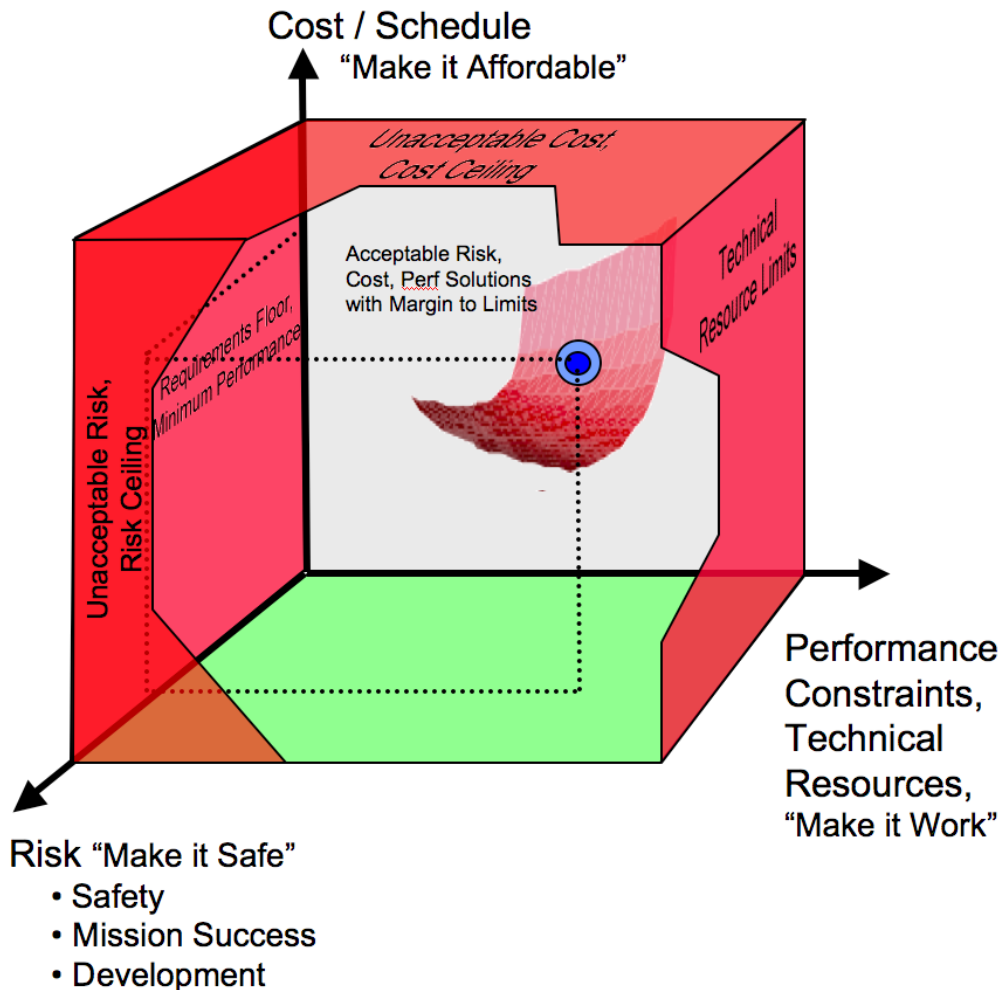 Cost / Schedule
“Make it Affordable”
Unacceptable Cost,
Cost Ceiling
Acceptable Risk,
Cost, Perf Solutions
with Margin to Limits
Technical
Resource Limits
Requirements Floor,
Minimum Performance
Unacceptable Risk,
Risk Ceiling
Performance
Constraints,
Technical
Resources,
“Make it Work”
Risk “Make it Safe”
• Safety
• Mission Success
• Development